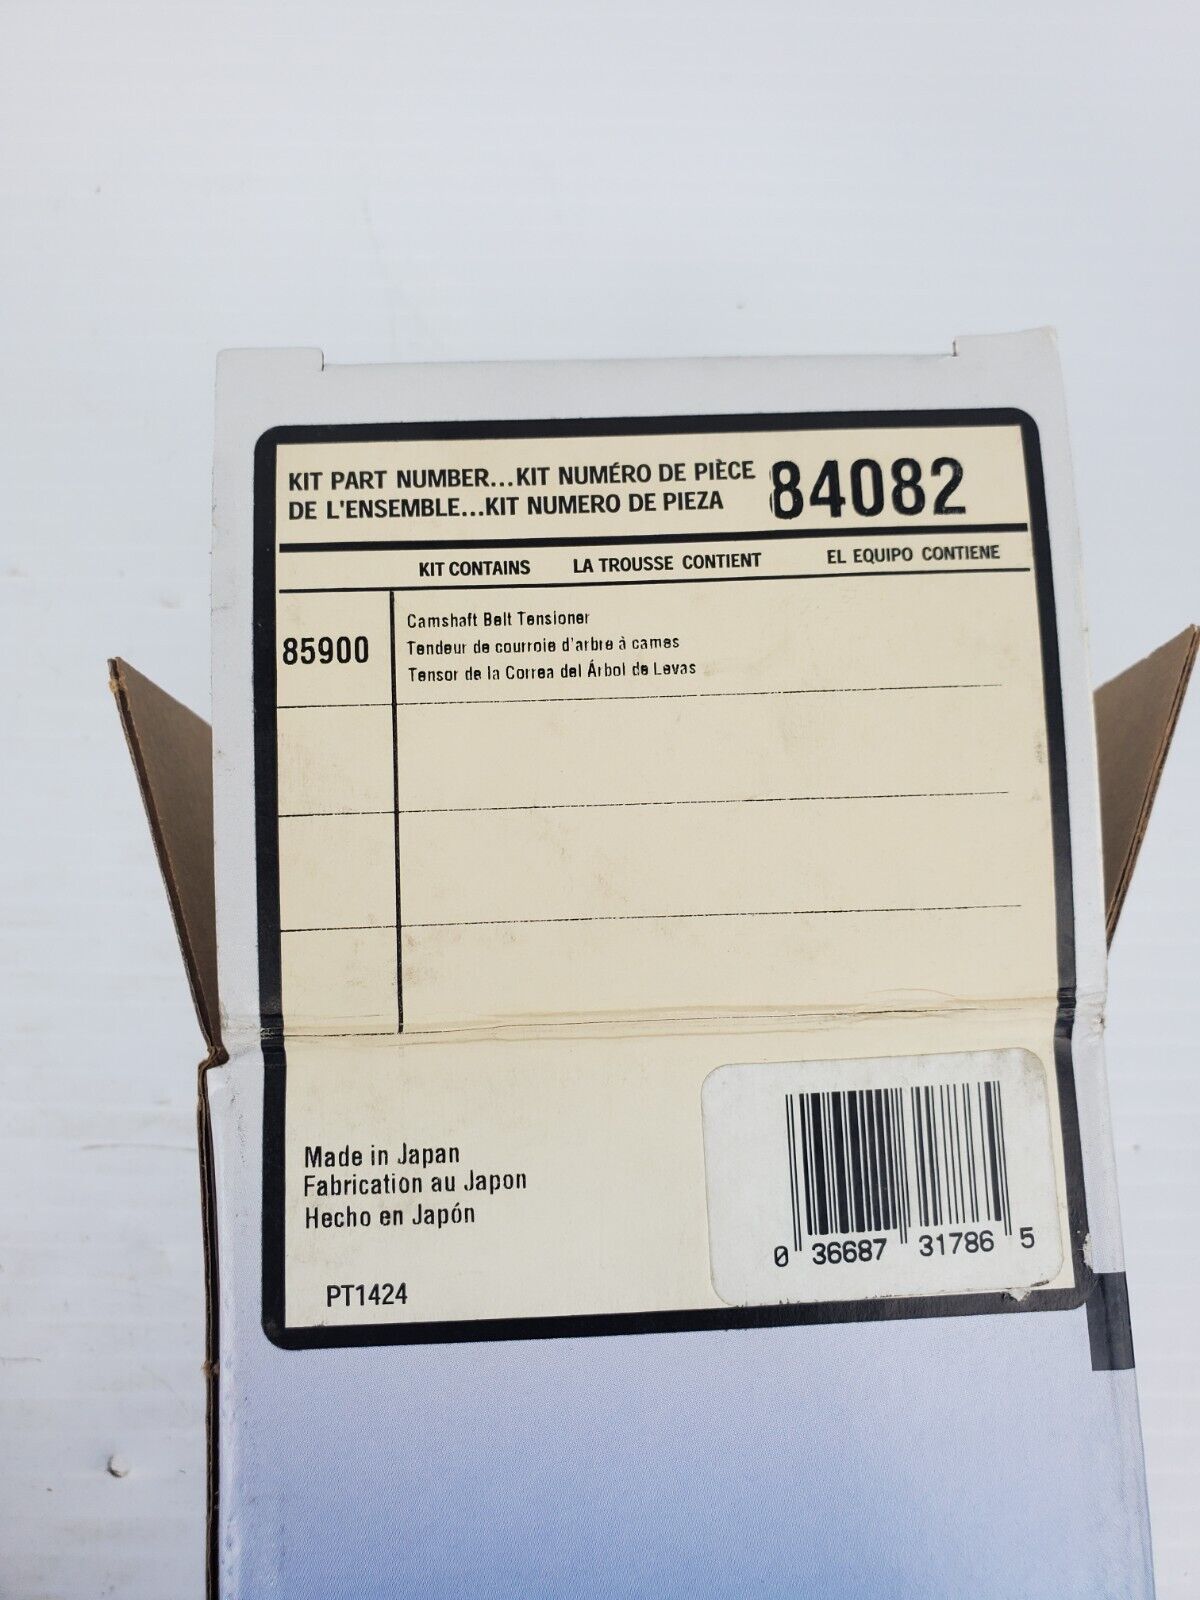 KIT PART NUMBER...KIT NUMÉRO DE PIÈCE
DE L'ENSEMBLE...KIT NUMERO DE PIEZA
84082
KIT CONTAINS LA TROUSSE CONTIENT EL EQUIPO CONTIENE
85900
Camshaft Belt Tensioner
Tendeur de courroie d'arbre à cames
Tensor de la Correa del Árbol de Levas
Made in Japan
Fabrication au Japon
Hecho en Japón
PT1424
0 36687 31786 5